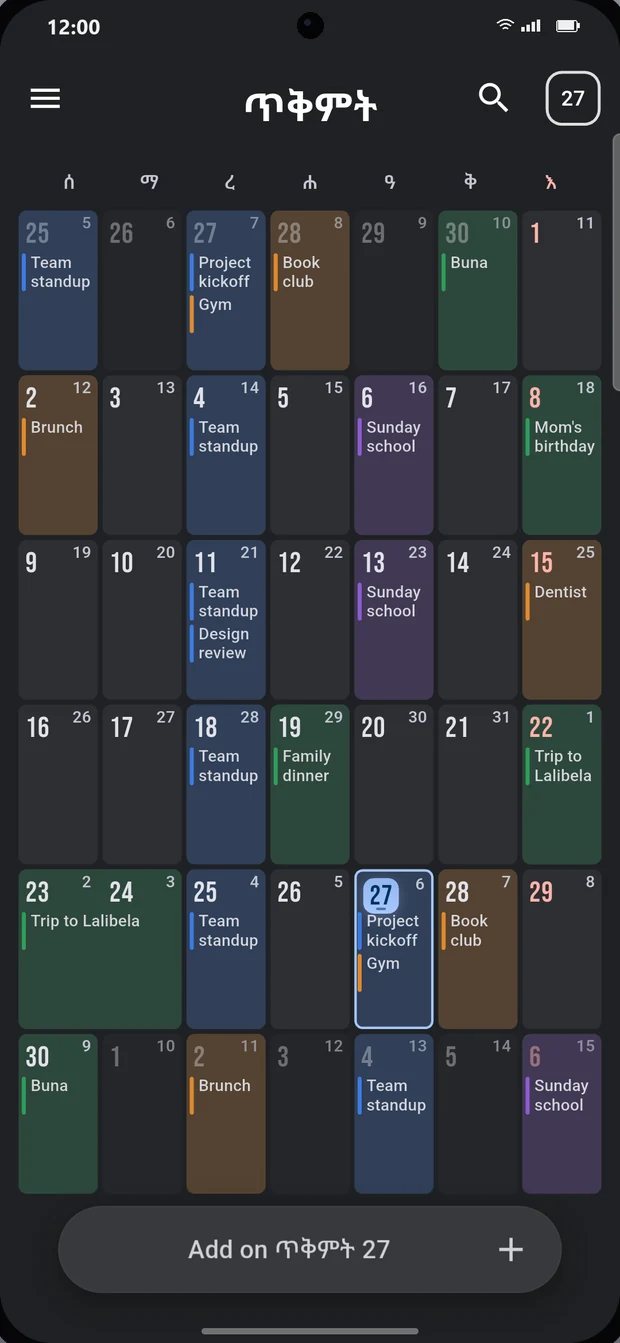 12:00
ጥቅምት
27
ሰ ማ ረ ሐ ዓ ቅ እ
25 5 26 6 27 7 28 8 29 9 30 10 1 11
Team Project Book Buna
standup kickoff club
Gym
2 12 3 13 4 14 5 15 6 16 7 17 8 18
Brunch Team Sunday Mom's
standup school birthday
9 19 10 20 11 21 12 22 13 23 14 24 15 25
Team Sunday Dentist
standup school
Design
review
16 26 17 27 18 28 19 29 20 30 21 31 22 1
Team Family Trip to
standup dinner Lalibela
23 2 24 3 25 4 26 5 27 6 28 7 29 8
Trip to Lalibela Team Project Book
standup kickoff club
Gym
30 9 1 10 2 11 3 12 4 13 5 14 6 15
Buna Brunch Team Sunday
standup school
Add on ጥቅምት 27 +